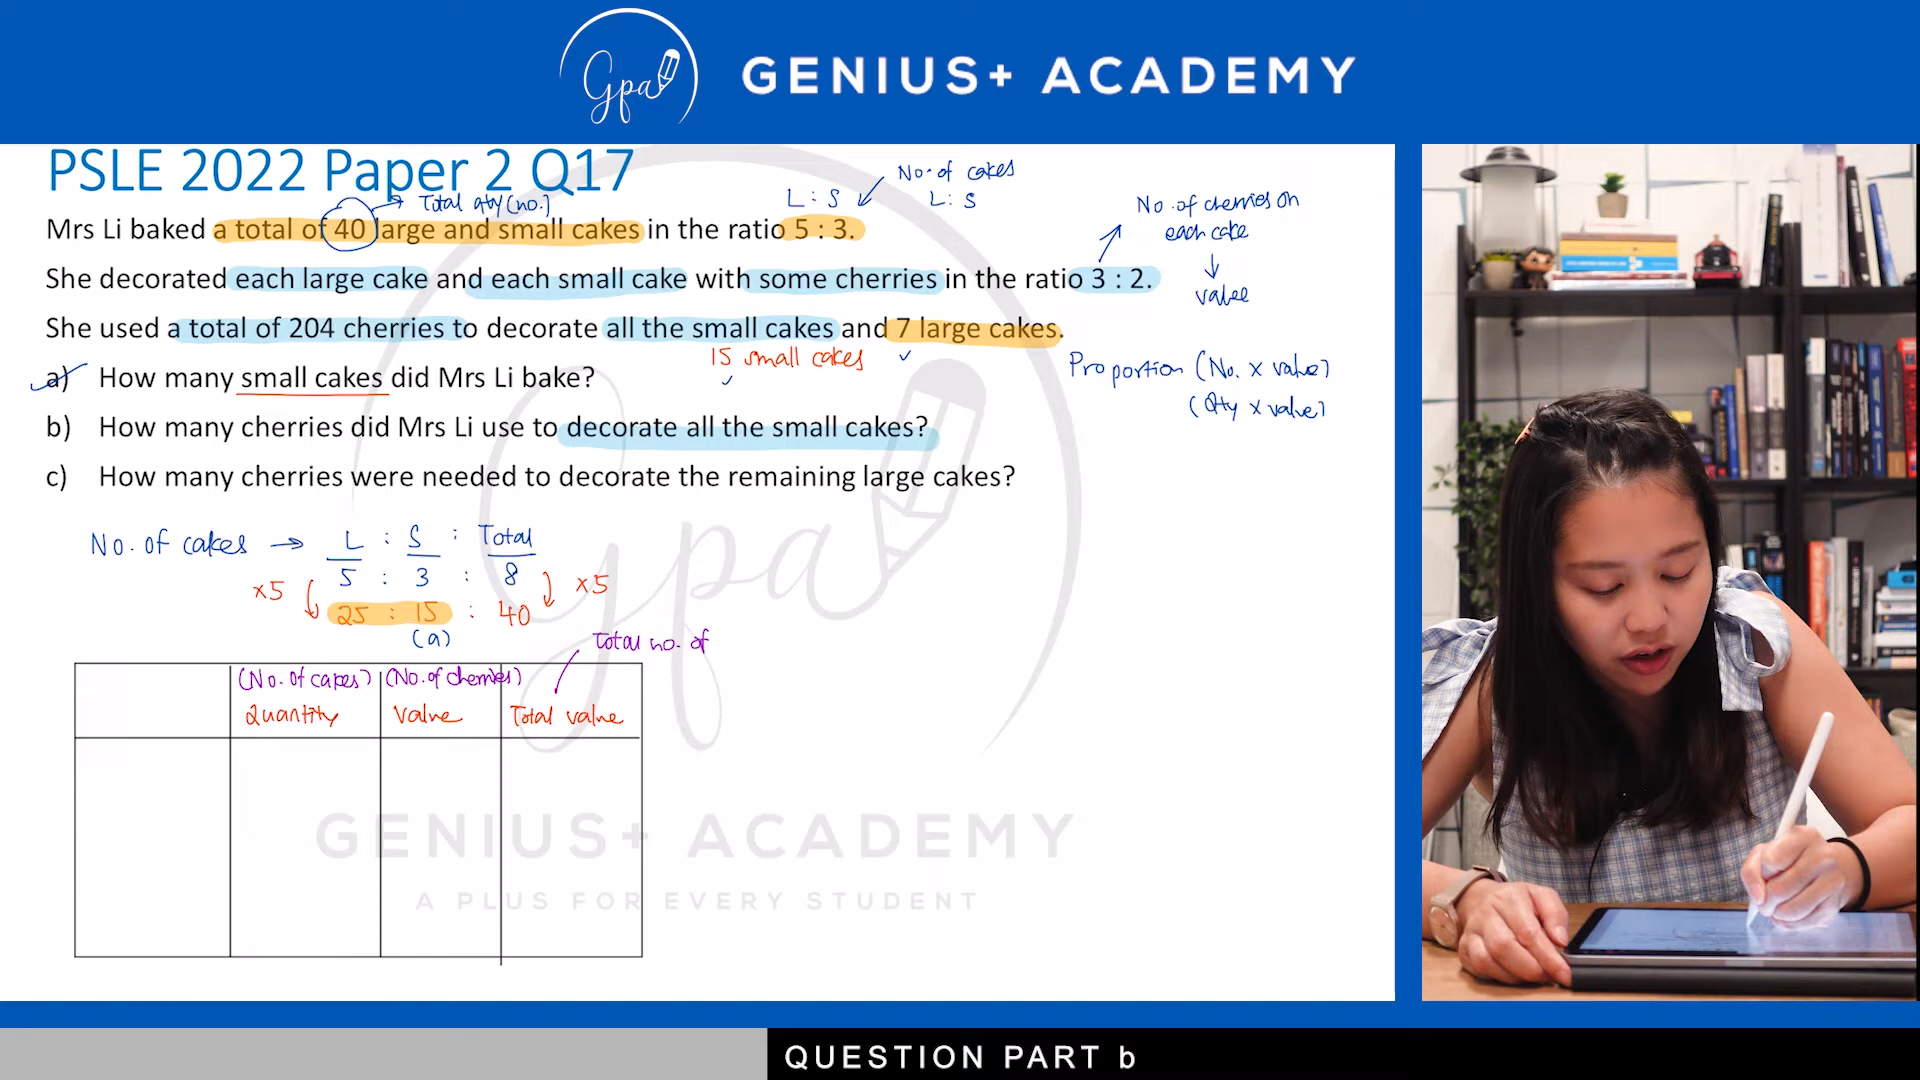 gpa
GENIUS+ ACADEMY
PSLE 2022 Paper 2 Q17
No. of cakes
L : S
L : S
Total qty (no.)
No. of cherries on
each cake
value
Mrs Li baked a total of 40 large and small cakes in the ratio 5 : 3.
She decorated each large cake and each small cake with some cherries in the ratio 3 : 2.
She used a total of 204 cherries to decorate all the small cakes and 7 large cakes.
15 small cakes
Proportion (No. x value)
(Qty x value)
a) How many small cakes did Mrs Li bake?
b) How many cherries did Mrs Li use to decorate all the small cakes?
c) How many cherries were needed to decorate the remaining large cakes?
No. of cakes → L : S : Total
5 : 3 : 8
x5 x5
25 : 15 : 40
(a)
Total no. of
(No. of cakes) (No. of cherries)
Quantity Value Total value
gpa
GENIUS+ ACADEMY
A PLUS FOR EVERY STUDENT
QUESTION PART b